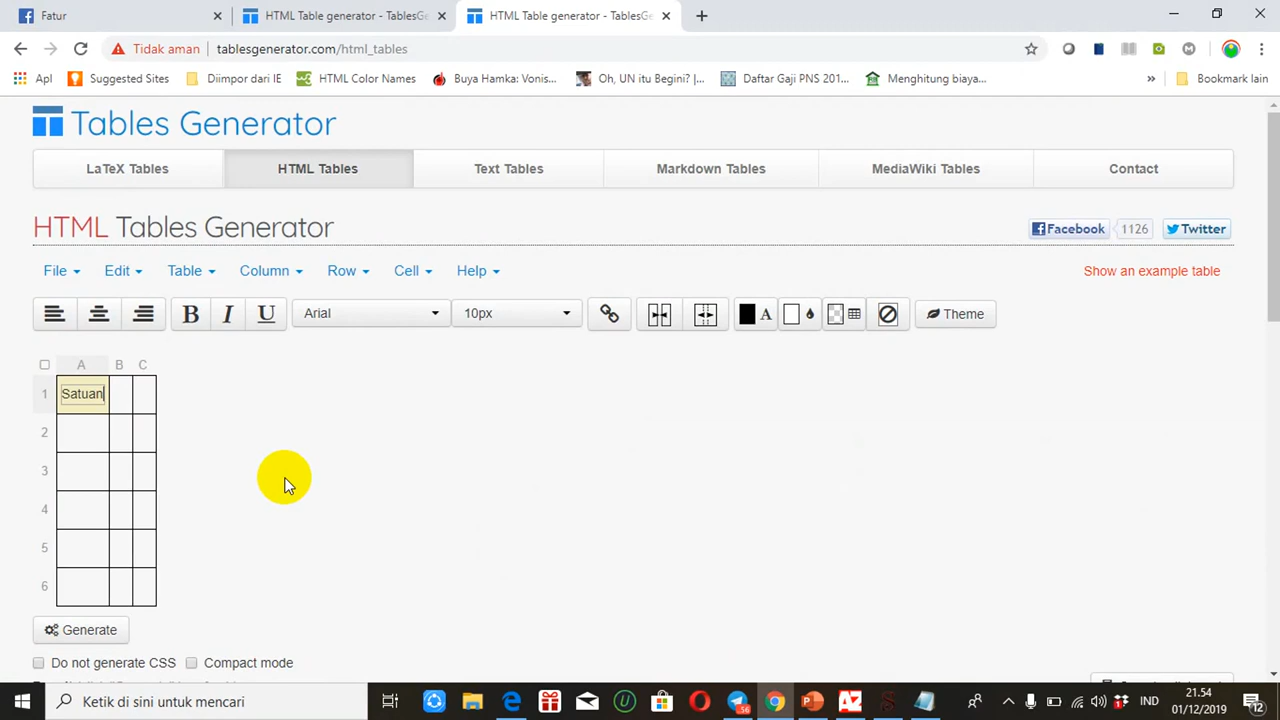 Fatur
HTML Table generator - TablesGe
HTML Table generator - TablesGe
Tidak aman
tablesgenerator.com/html_tables
Apl
Suggested Sites
Diimpor dari IE
HTML Color Names
Buya Hamka: Vonis...
Oh, UN itu Begini? |...
Daftar Gaji PNS 201...
Menghitung biaya...
»
Bookmark lain
Tables Generator
LaTeX Tables
HTML Tables
Text Tables
Markdown Tables
MediaWiki Tables
Contact
HTML Tables Generator
Facebook
1126
Twitter
File
Edit
Table
Column
Row
Cell
Help
Show an example table
B
I
U
Arial
10px
A
Theme
A B C
1 Satuan
2
3
4
5
6
Generate
Do not generate CSS
Compact mode
Ketik di sini untuk mencari
56
IND
21.54
01/12/2019
12